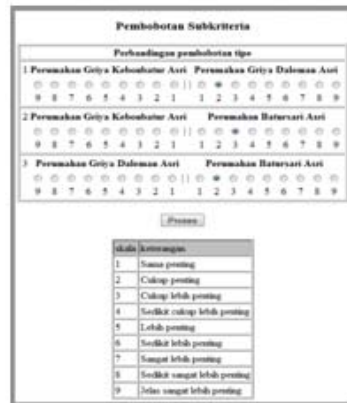 Pembobotan Subkriteria
Perbandingan pembobotan tipe
1 Perumahan Griya Kebonbatur Asri Perumahan Griya Daleman Asri
9 8 7 6 5 4 3 2 1 1 2 3 4 5 6 7 8 9
2 Perumahan Griya Kebonbatur Asri Perumahan Batursari Asri
9 8 7 6 5 4 3 2 1 1 2 3 4 5 6 7 8 9
3 Perumahan Griya Daleman Asri Perumahan Batursari Asri
9 8 7 6 5 4 3 2 1 1 2 3 4 5 6 7 8 9
Proses
skala keterangan
1 Sama penting
2 Cukup penting
3 Cukup lebih penting
4 Sedikit cukup lebih penting
5 Lebih penting
6 Sedikit lebih penting
7 Sangat lebih penting
8 Sedikit sangat lebih penting
9 Jelas sangat lebih penting